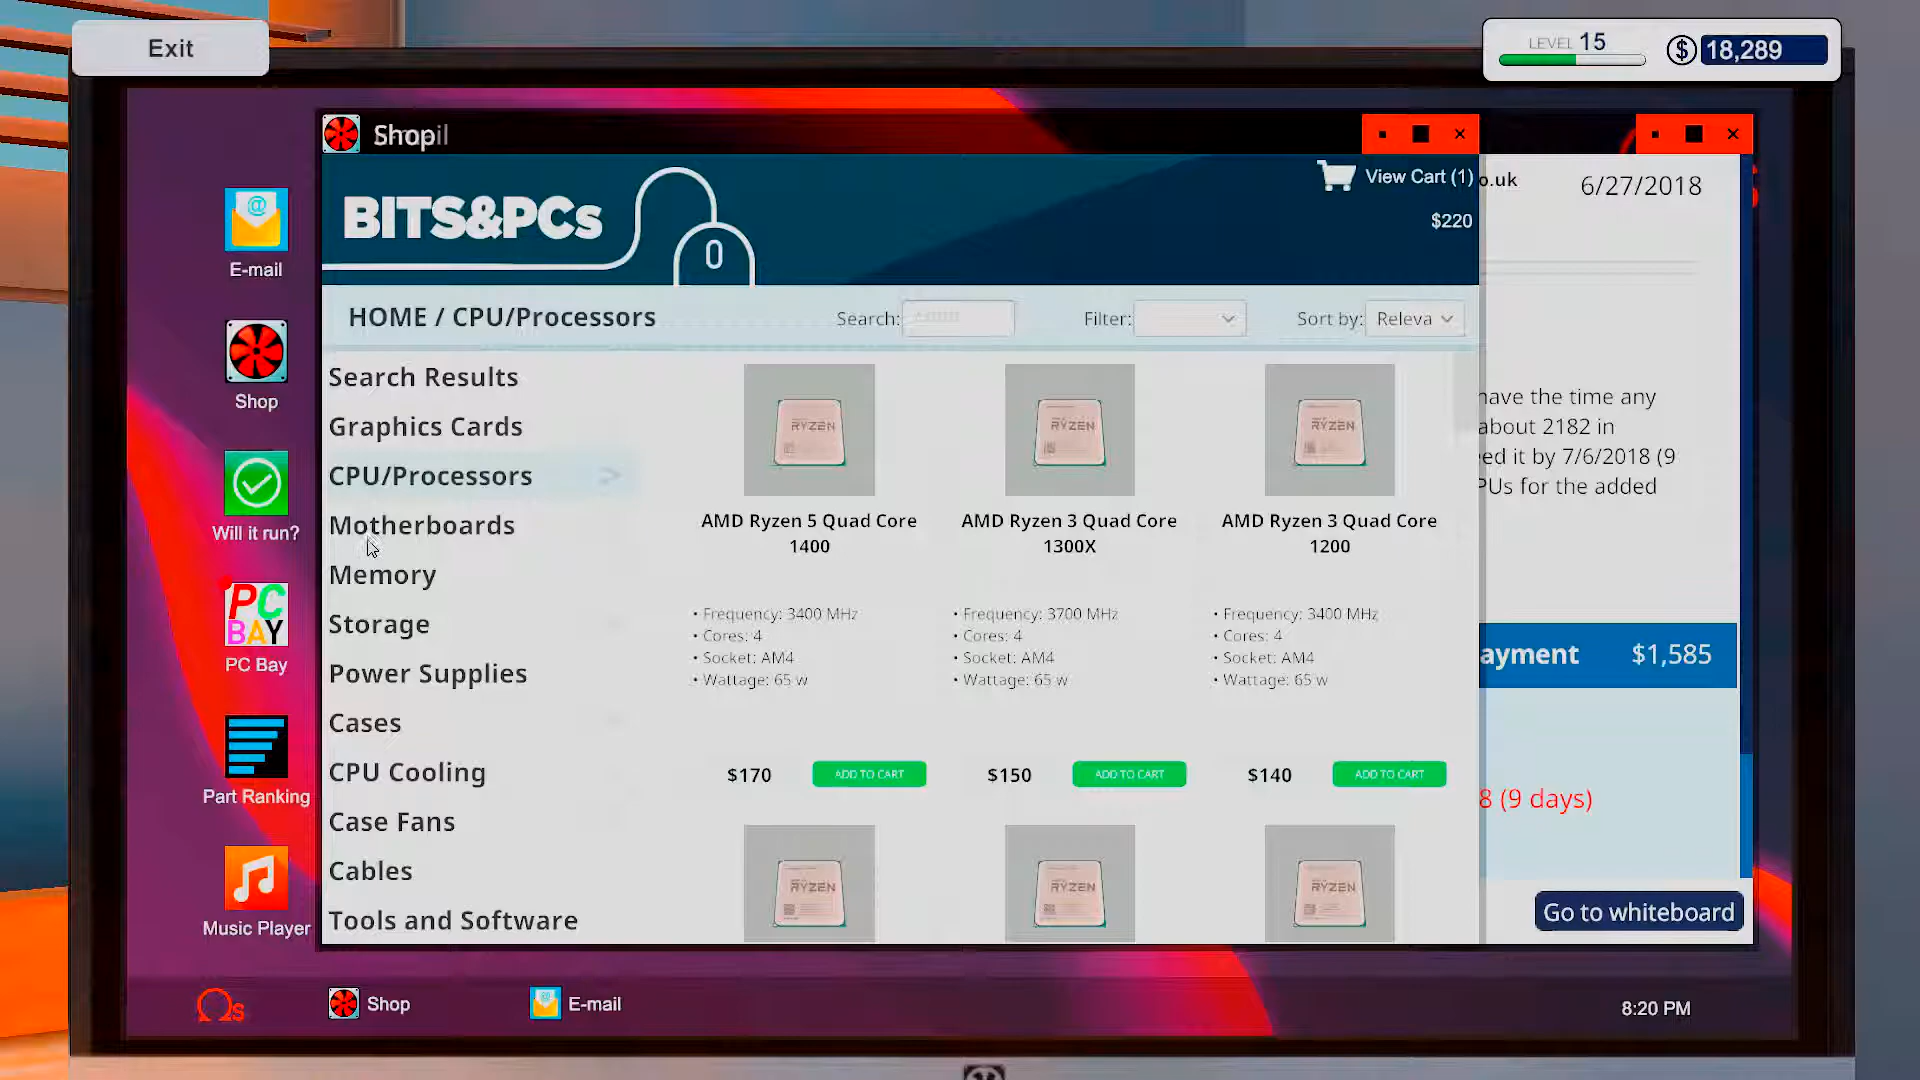 Exit
LEVEL 15
$ 18,289
Shop
View Cart (1)
$220
BITS&PCs
o.uk
6/27/2018
HOME / CPU/Processors
Search:
Filter:
Sort by: Releva
Search Results
Graphics Cards
CPU/Processors >
Motherboards
Memory
Storage
Power Supplies
Cases
CPU Cooling
Case Fans
Cables
Tools and Software
RYZEN
RYZEN
RYZEN
AMD Ryzen 5 Quad Core
1400
AMD Ryzen 3 Quad Core
1300X
AMD Ryzen 3 Quad Core
1200
• Frequency: 3400 MHz
• Cores: 4
• Socket: AM4
• Wattage: 65 w
• Frequency: 3700 MHz
• Cores: 4
• Socket: AM4
• Wattage: 65 w
• Frequency: 3400 MHz
• Cores: 4
• Socket: AM4
• Wattage: 65 w
$170 ADD TO CART
$150 ADD TO CART
$140 ADD TO CART
RYZEN
RYZEN
RYZEN
have the time any
about 2182 in
ed it by 7/6/2018 (9
PUs for the added
ayment $1,585
8 (9 days)
Go to whiteboard
E-mail
Shop
Will it run?
PC
BAY
PC Bay
Part Ranking
Music Player
Ωs
Shop
E-mail
8:20 PM